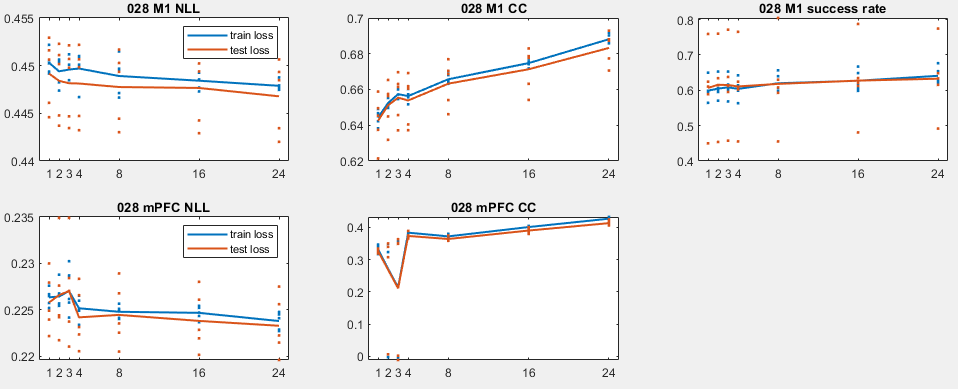 028 M1 NLL
0.455
0.45
0.445
0.44
train loss
test loss
1 2 3 4 8 16 24
028 M1 CC
0.7
0.68
0.66
0.64
0.62
1 2 3 4 8 16 24
028 M1 success rate
0.8
0.7
0.6
0.5
0.4
1 2 3 4 8 16 24
028 mPFC NLL
0.235
0.23
0.225
0.22
train loss
test loss
1 2 3 4 8 16 24
028 mPFC CC
0.4
0.3
0.2
0.1
0
1 2 3 4 8 16 24